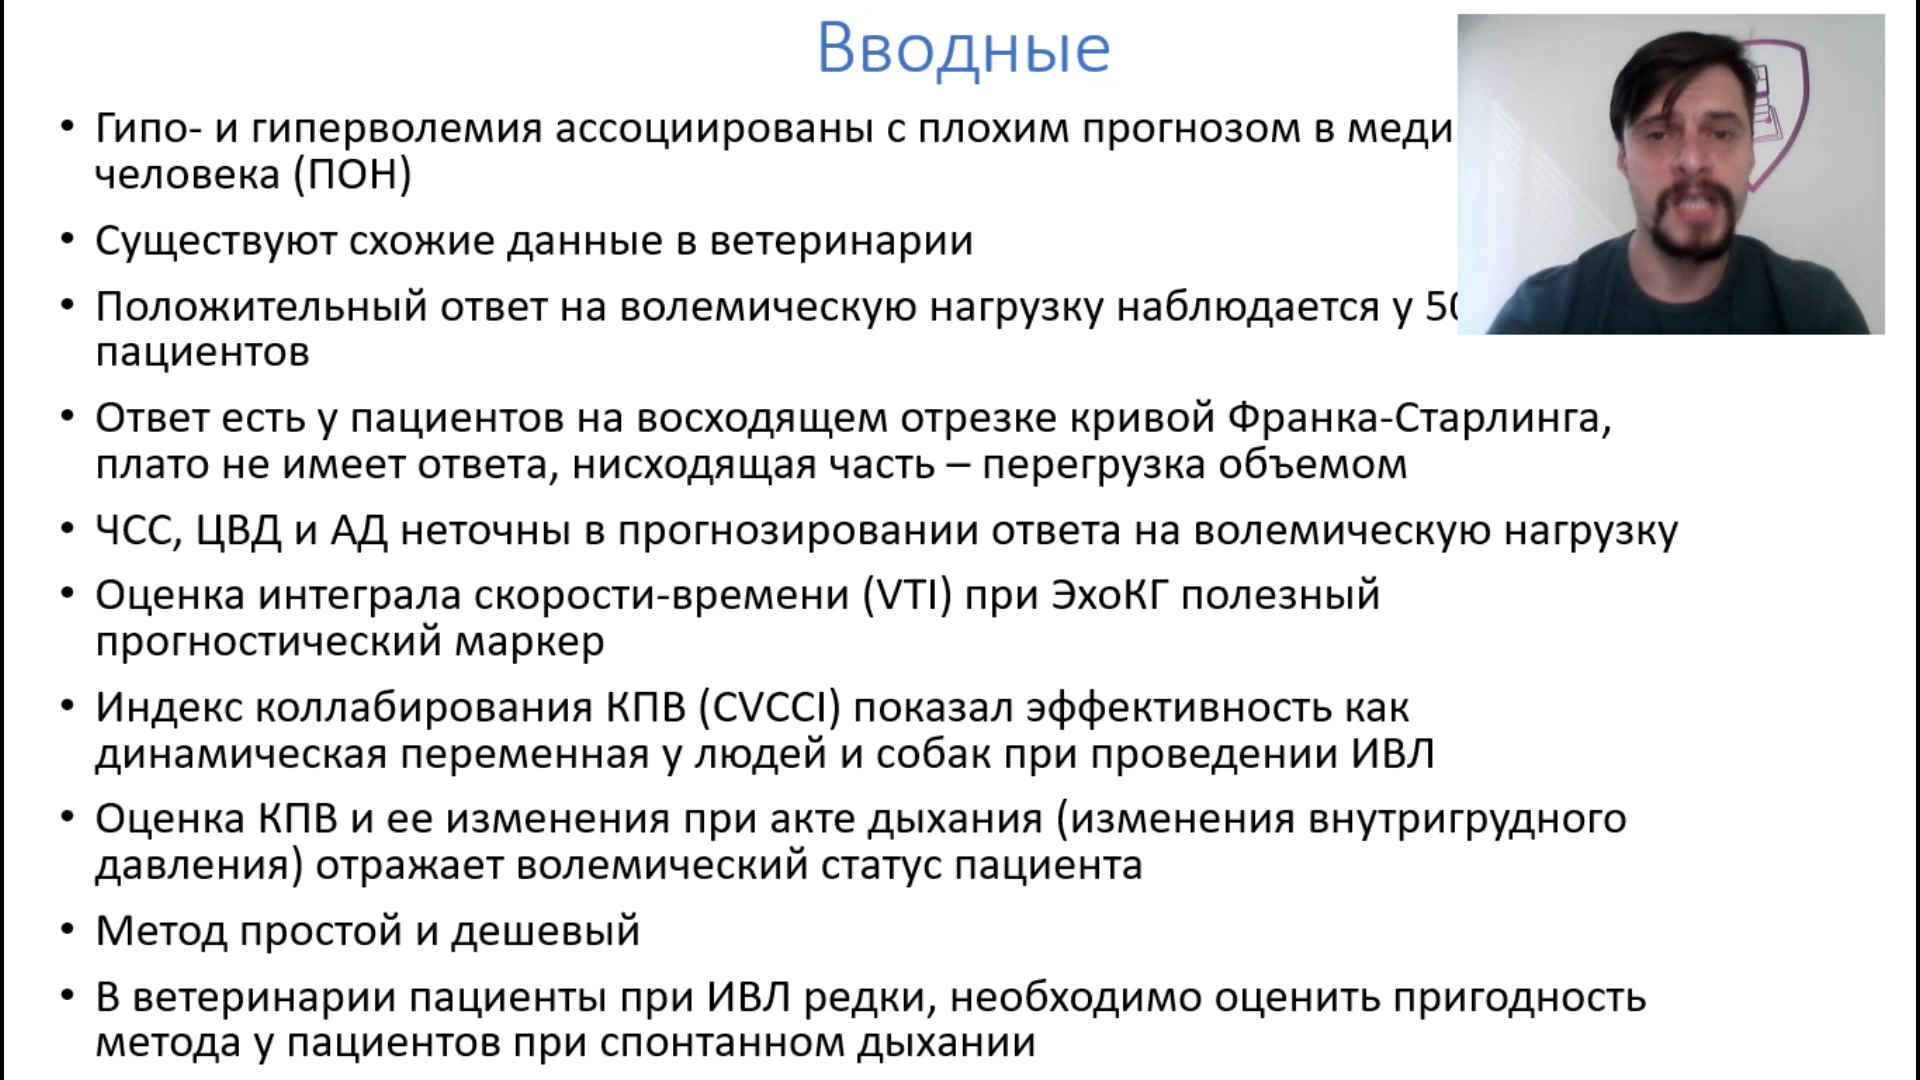 Вводные
• Гипо- и гиперволемия ассоциированы с плохим прогнозом в
человека (ПОН)
• Существуют схожие данные в ветеринарии
• Положительный ответ на волемическую нагрузку наблюдается у
пациентов
• Ответ есть у пациентов на восходящем отрезке кривой Франка-Старлинга,
плато не имеет ответа, нисходящая часть – перегрузка объемом
• ЧСС, ЦВД и АД неточны в прогнозировании ответа на волемическую нагрузку
• Оценка интеграла скорости-времени (VTI) при ЭхоКГ полезный
прогностический маркер
• Индекс коллабирования КПВ (CVCCI) показал эффективность как
динамическая переменная у людей и собак при проведении ИВЛ
• Оценка КПВ и ее изменения при акте дыхания (изменения внутригрудного
давления) отражает волемический статус пациента
• Метод простой и дешевый
• В ветеринарии пациенты при ИВЛ редки, необходимо оценить пригодность
метода у пациентов при спонтанном дыхании